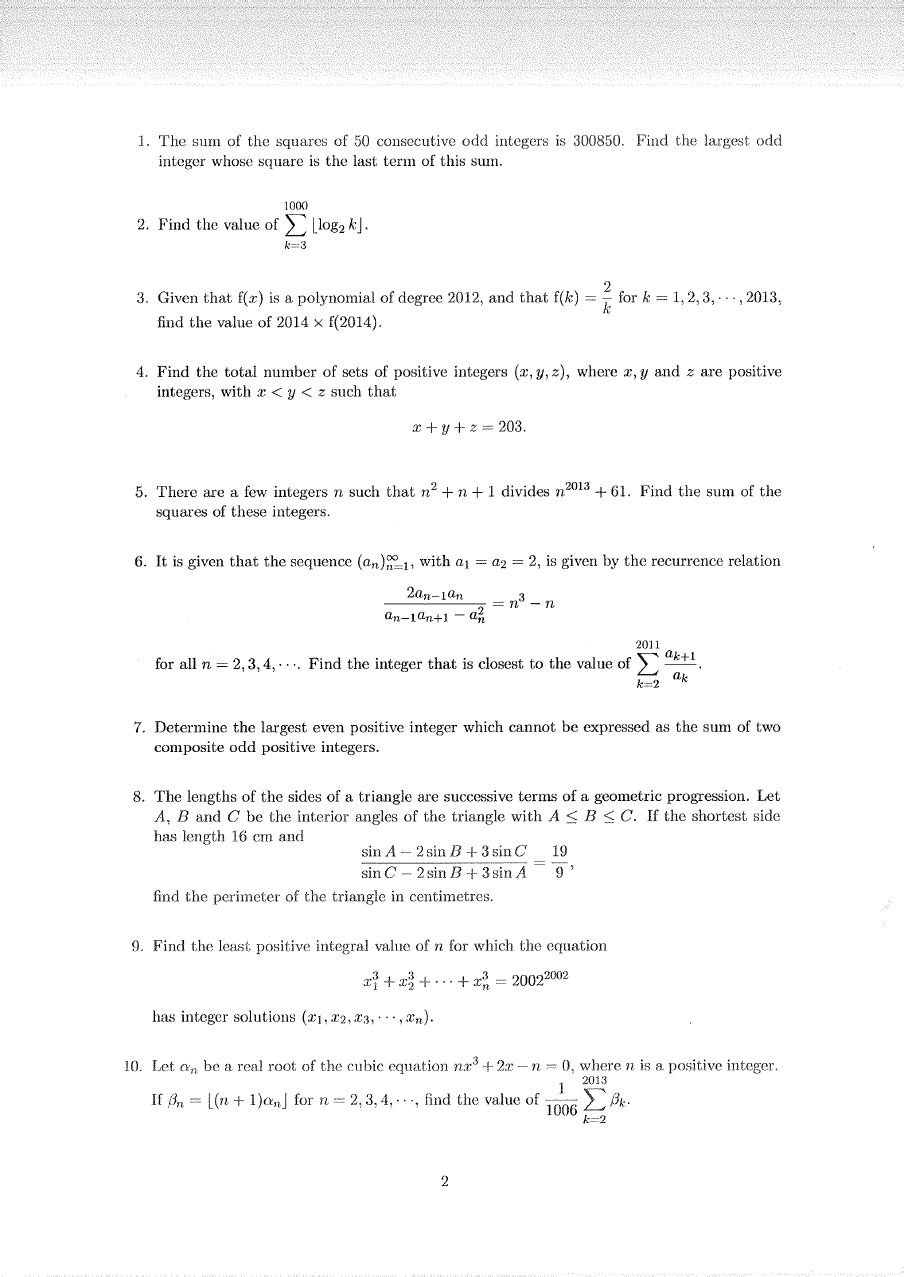 1. The sum of the squares of 50 consecutive odd integers is 300850. Find the largest odd
integer whose square is the last term of this sum.
2. Find the value of $\sum_{k=3}^{1000} \lfloor \log_2 k \rfloor$.
3. Given that f(x) is a polynomial of degree 2012, and that f(k) = $\frac{2}{k}$ for k = 1, 2, 3, ⋯, 2013,
find the value of 2014 × f(2014).
4. Find the total number of sets of positive integers (x, y, z), where x, y and z are positive
integers, with x < y < z such that
x + y + z = 203.
5. There are a few integers n such that $n^2 + n + 1$ divides $n^{2013} + 61$. Find the sum of the
squares of these integers.
6. It is given that the sequence $(a_n)_{n=1}^{\infty}$, with $a_1 = a_2 = 2$, is given by the recurrence relation
$\frac{2a_{n-1}a_n}{a_{n-1}a_{n+1} - a_n^2} = n^3 - n$
for all n = 2, 3, 4, ⋯. Find the integer that is closest to the value of $\sum_{k=2}^{2011} \frac{a_{k+1}}{a_k}$.
7. Determine the largest even positive integer which cannot be expressed as the sum of two
composite odd positive integers.
8. The lengths of the sides of a triangle are successive terms of a geometric progression. Let
A, B and C be the interior angles of the triangle with A ≤ B ≤ C. If the shortest side
has length 16 cm and
$\frac{\sin A - 2 \sin B + 3 \sin C}{\sin C - 2 \sin B + 3 \sin A} = \frac{19}{9}$,
find the perimeter of the triangle in centimetres.
9. Find the least positive integral value of n for which the equation
$x_1^3 + x_2^3 + \cdots + x_n^3 = 2002^{2002}$
has integer solutions $(x_1, x_2, x_3, \cdots, x_n)$.
10. Let $\alpha_n$ be a real root of the cubic equation $nx^3 + 2x - n = 0$, where n is a positive integer.
If $\beta_n = \lfloor (n + 1)\alpha_n \rfloor$ for n = 2, 3, 4, ⋯, find the value of $\frac{1}{1006} \sum_{k=2}^{2013} \beta_k$.
2